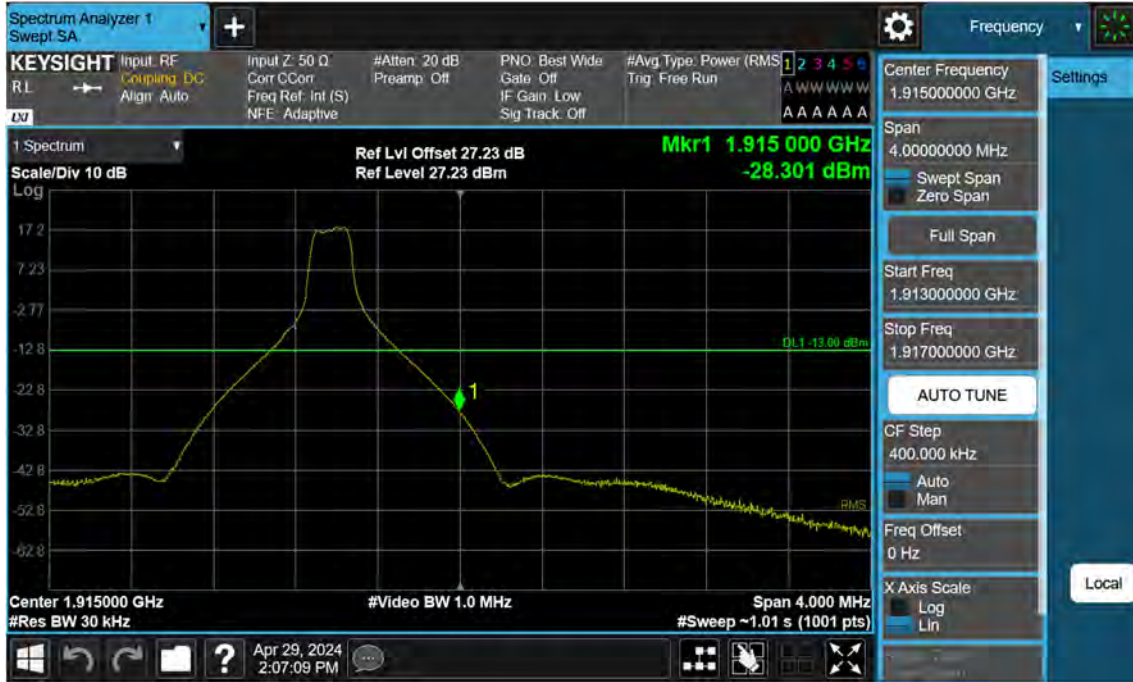 Spectrum Analyzer 1
Swept SA
Frequency
KEYSIGHT
RL
Input: RF
Coupling: DC
Align: Auto
Input Z: 50 Ω
Corr CCorr
Freq Ref: Int (S)
NFE: Adaptive
#Atten: 20 dB
Preamp: Off
PNO: Best Wide
Gate: Off
IF Gain: Low
Sig Track: Off
#Avg Type: Power (RMS
Trig: Free Run
1 2 3 4 5 6
A W W W W W
A A A A A A
LXI
1 Spectrum
Scale/Div 10 dB
Log
Ref Lvl Offset 27.23 dB
Ref Level 27.23 dBm
Mkr1 1.915 000 GHz
-28.301 dBm
17.2
7.23
-2.77
-12.8
-22.8
-32.8
-42.8
-52.8
-62.8
DL1 -13.00 dBm
1
RMS
Center 1.915000 GHz
#Res BW 30 kHz
#Video BW 1.0 MHz
Span 4.000 MHz
#Sweep ~1.01 s (1001 pts)
Center Frequency
1.915000000 GHz
Settings
Span
4.00000000 MHz
Swept Span
Zero Span
Full Span
Start Freq
1.913000000 GHz
Stop Freq
1.917000000 GHz
AUTO TUNE
CF Step
400.000 kHz
Auto
Man
Freq Offset
0 Hz
X Axis Scale
Log
Lin
Local
?
Apr 29, 2024
2:07:09 PM